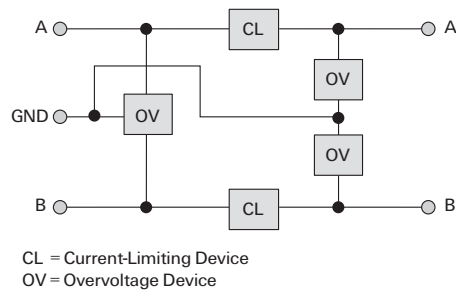 A CL A
OV
GND OV
OV
B CL B
CL = Current-Limiting Device
OV = Overvoltage Device